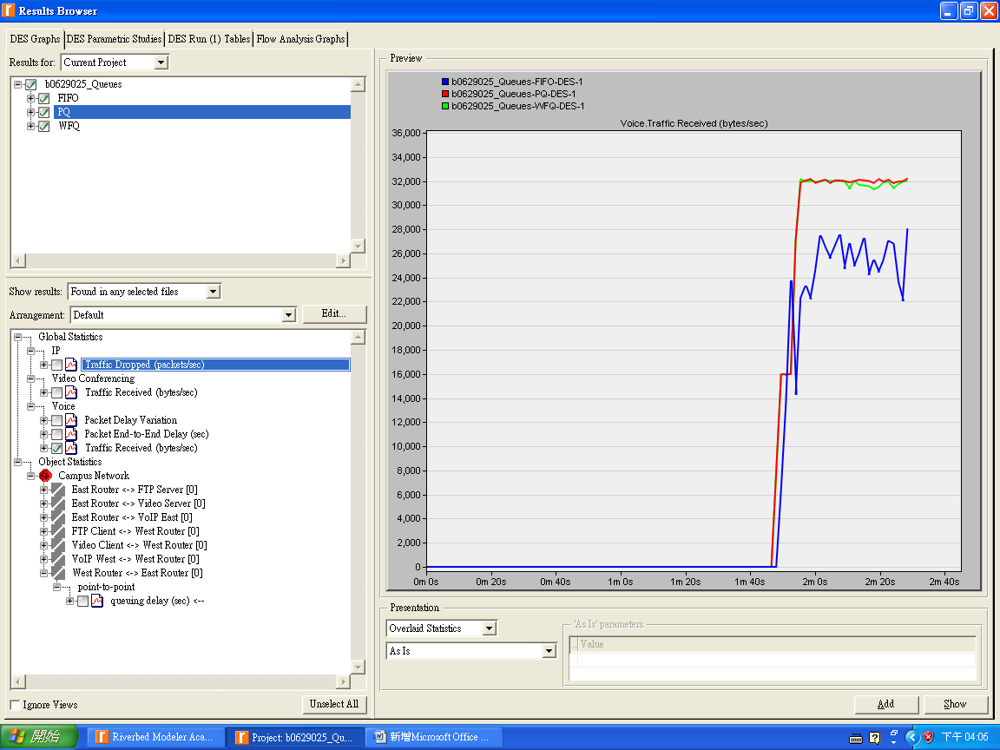 Results Browser
DES Graphs
DES Parametric Studies
DES Run (1) Tables
Flow Analysis Graphs
Results for: Current Project
b0629025_Queues
FIFO
PQ
WFQ
Show results: Found in any selected files
Arrangement: Default
Edit...
Global Statistics
IP
Traffic Dropped (packets/sec)
Video Conferencing
Traffic Received (bytes/sec)
Voice
Packet Delay Variation
Packet End-to-End Delay (sec)
Traffic Received (bytes/sec)
Object Statistics
Campus Network
East Router <-> FTP Server [0]
East Router <-> Video Server [0]
East Router <-> VoIP East [0]
FTP Client <-> West Router [0]
Video Client <-> West Router [0]
VoIP West <-> West Router [0]
West Router <-> East Router [0]
point-to-point
queuing delay (sec) <--
Ignore Views
Unselect All
Preview
b0629025_Queues-FIFO-DES-1
b0629025_Queues-PQ-DES-1
b0629025_Queues-WFQ-DES-1
Voice.Traffic Received (bytes/sec)
36,000
34,000
32,000
30,000
28,000
26,000
24,000
22,000
20,000
18,000
16,000
14,000
12,000
10,000
8,000
6,000
4,000
2,000
0
0m 0s 0m 20s 0m 40s 1m 0s 1m 20s 1m 40s 2m 0s 2m 20s 2m 40s
Presentation
Overlaid Statistics
As Is
'As Is' parameters
.. Value
Add
Show
開始
Riverbed Modeler Aca...
Project: b0629025_Qu...
新增Microsoft Office ...
下午 04:06